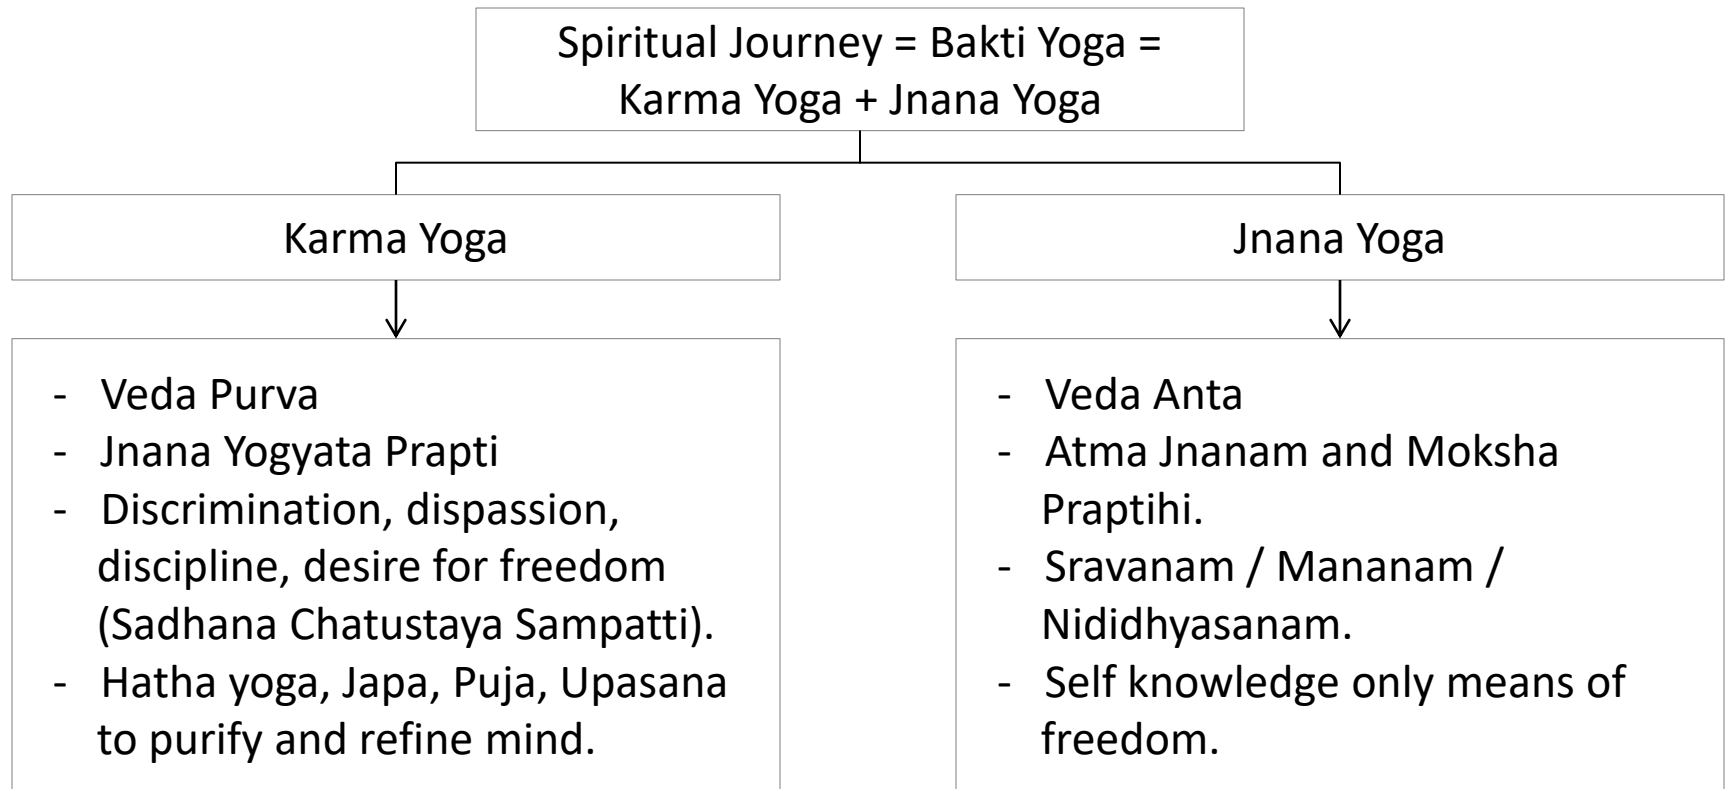 Spiritual Journey = Bakti Yoga =
Karma Yoga + Jnana Yoga
Karma Yoga
- Veda Purva
- Jnana Yogyata Prapti
- Discrimination, dispassion,
discipline, desire for freedom
(Sadhana Chatustaya Sampatti).
- Hatha yoga, Japa, Puja, Upasana
to purify and refine mind.
Jnana Yoga
- Veda Anta
- Atma Jnanam and Moksha
Praptihi.
- Sravanam / Mananam /
Nididhyasanam.
- Self knowledge only means of
freedom.